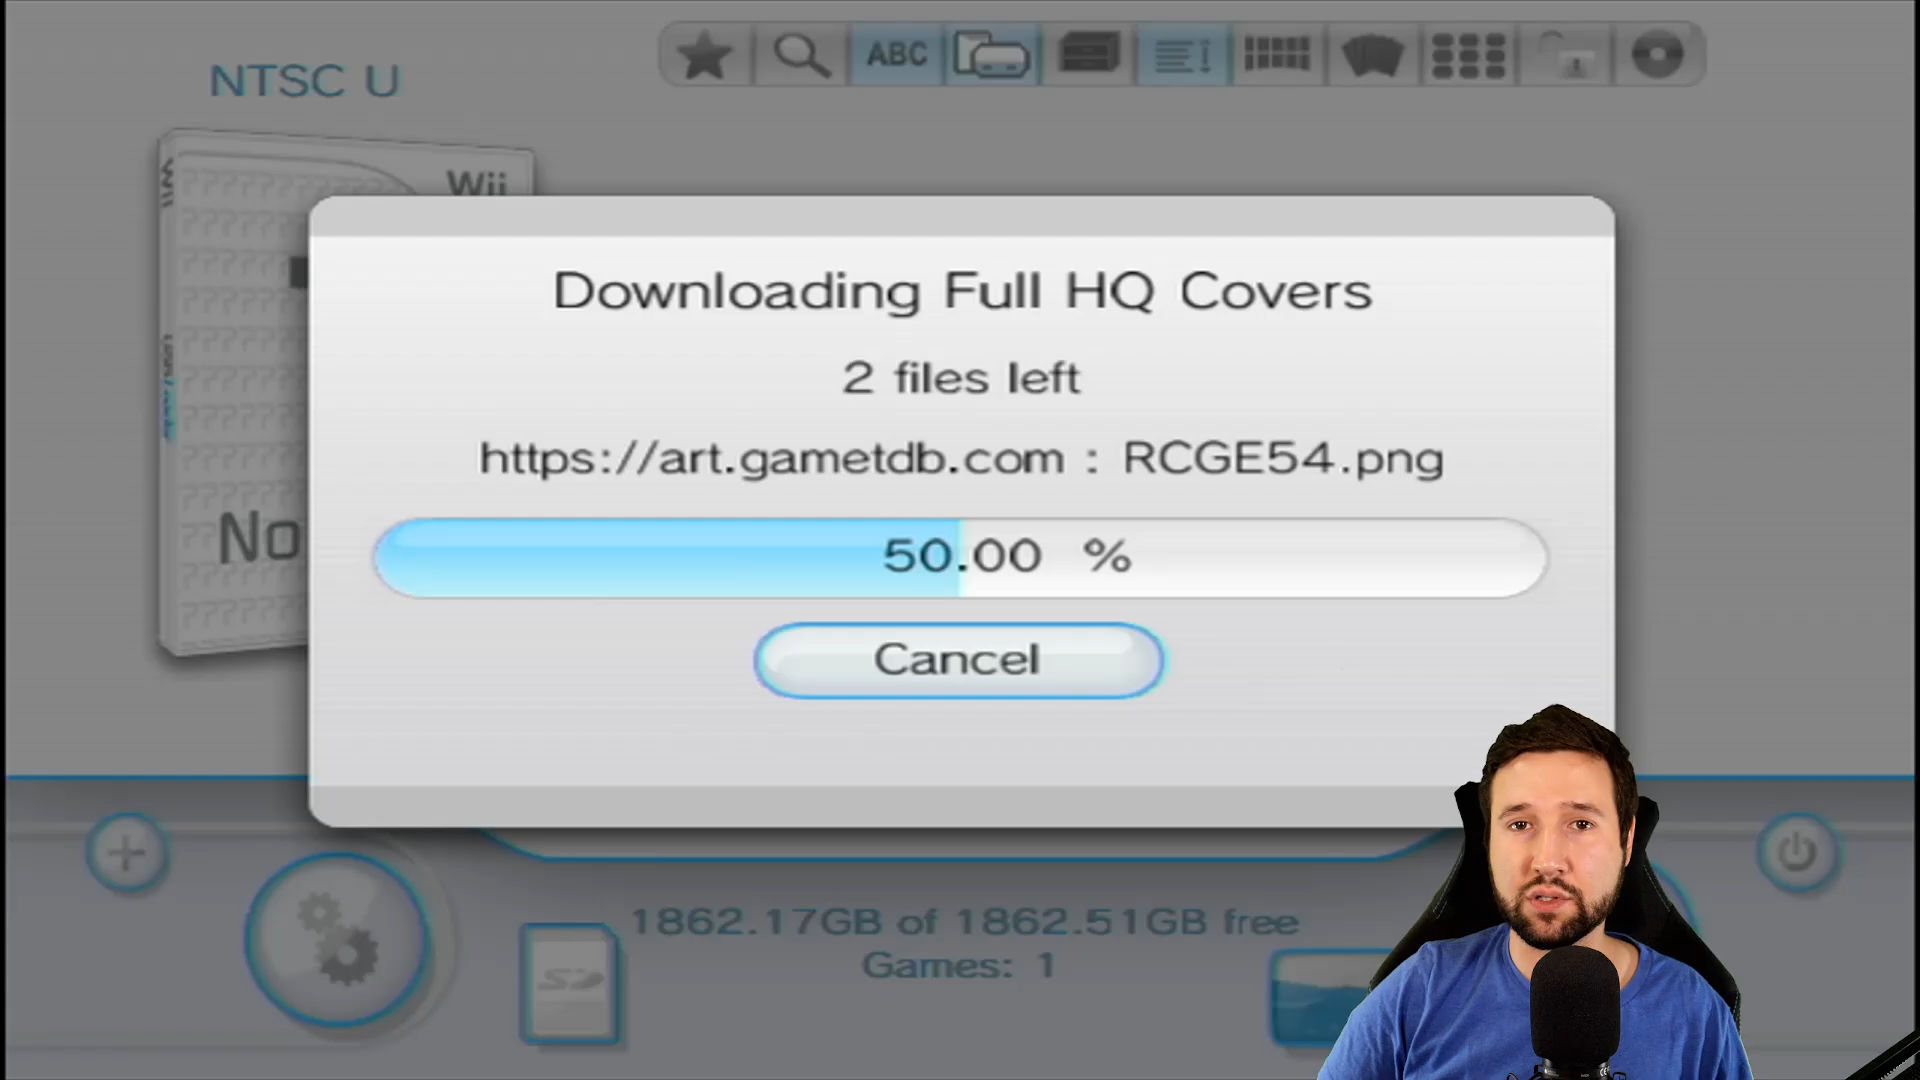 NTSC U
ABC
Wii
Downloading Full HQ Covers
2 files left
https://art.gametdb.com : RCGE54.png
50.00 %
No
Cancel
1862.17GB of 1862.51GB free
Games: 1
SD